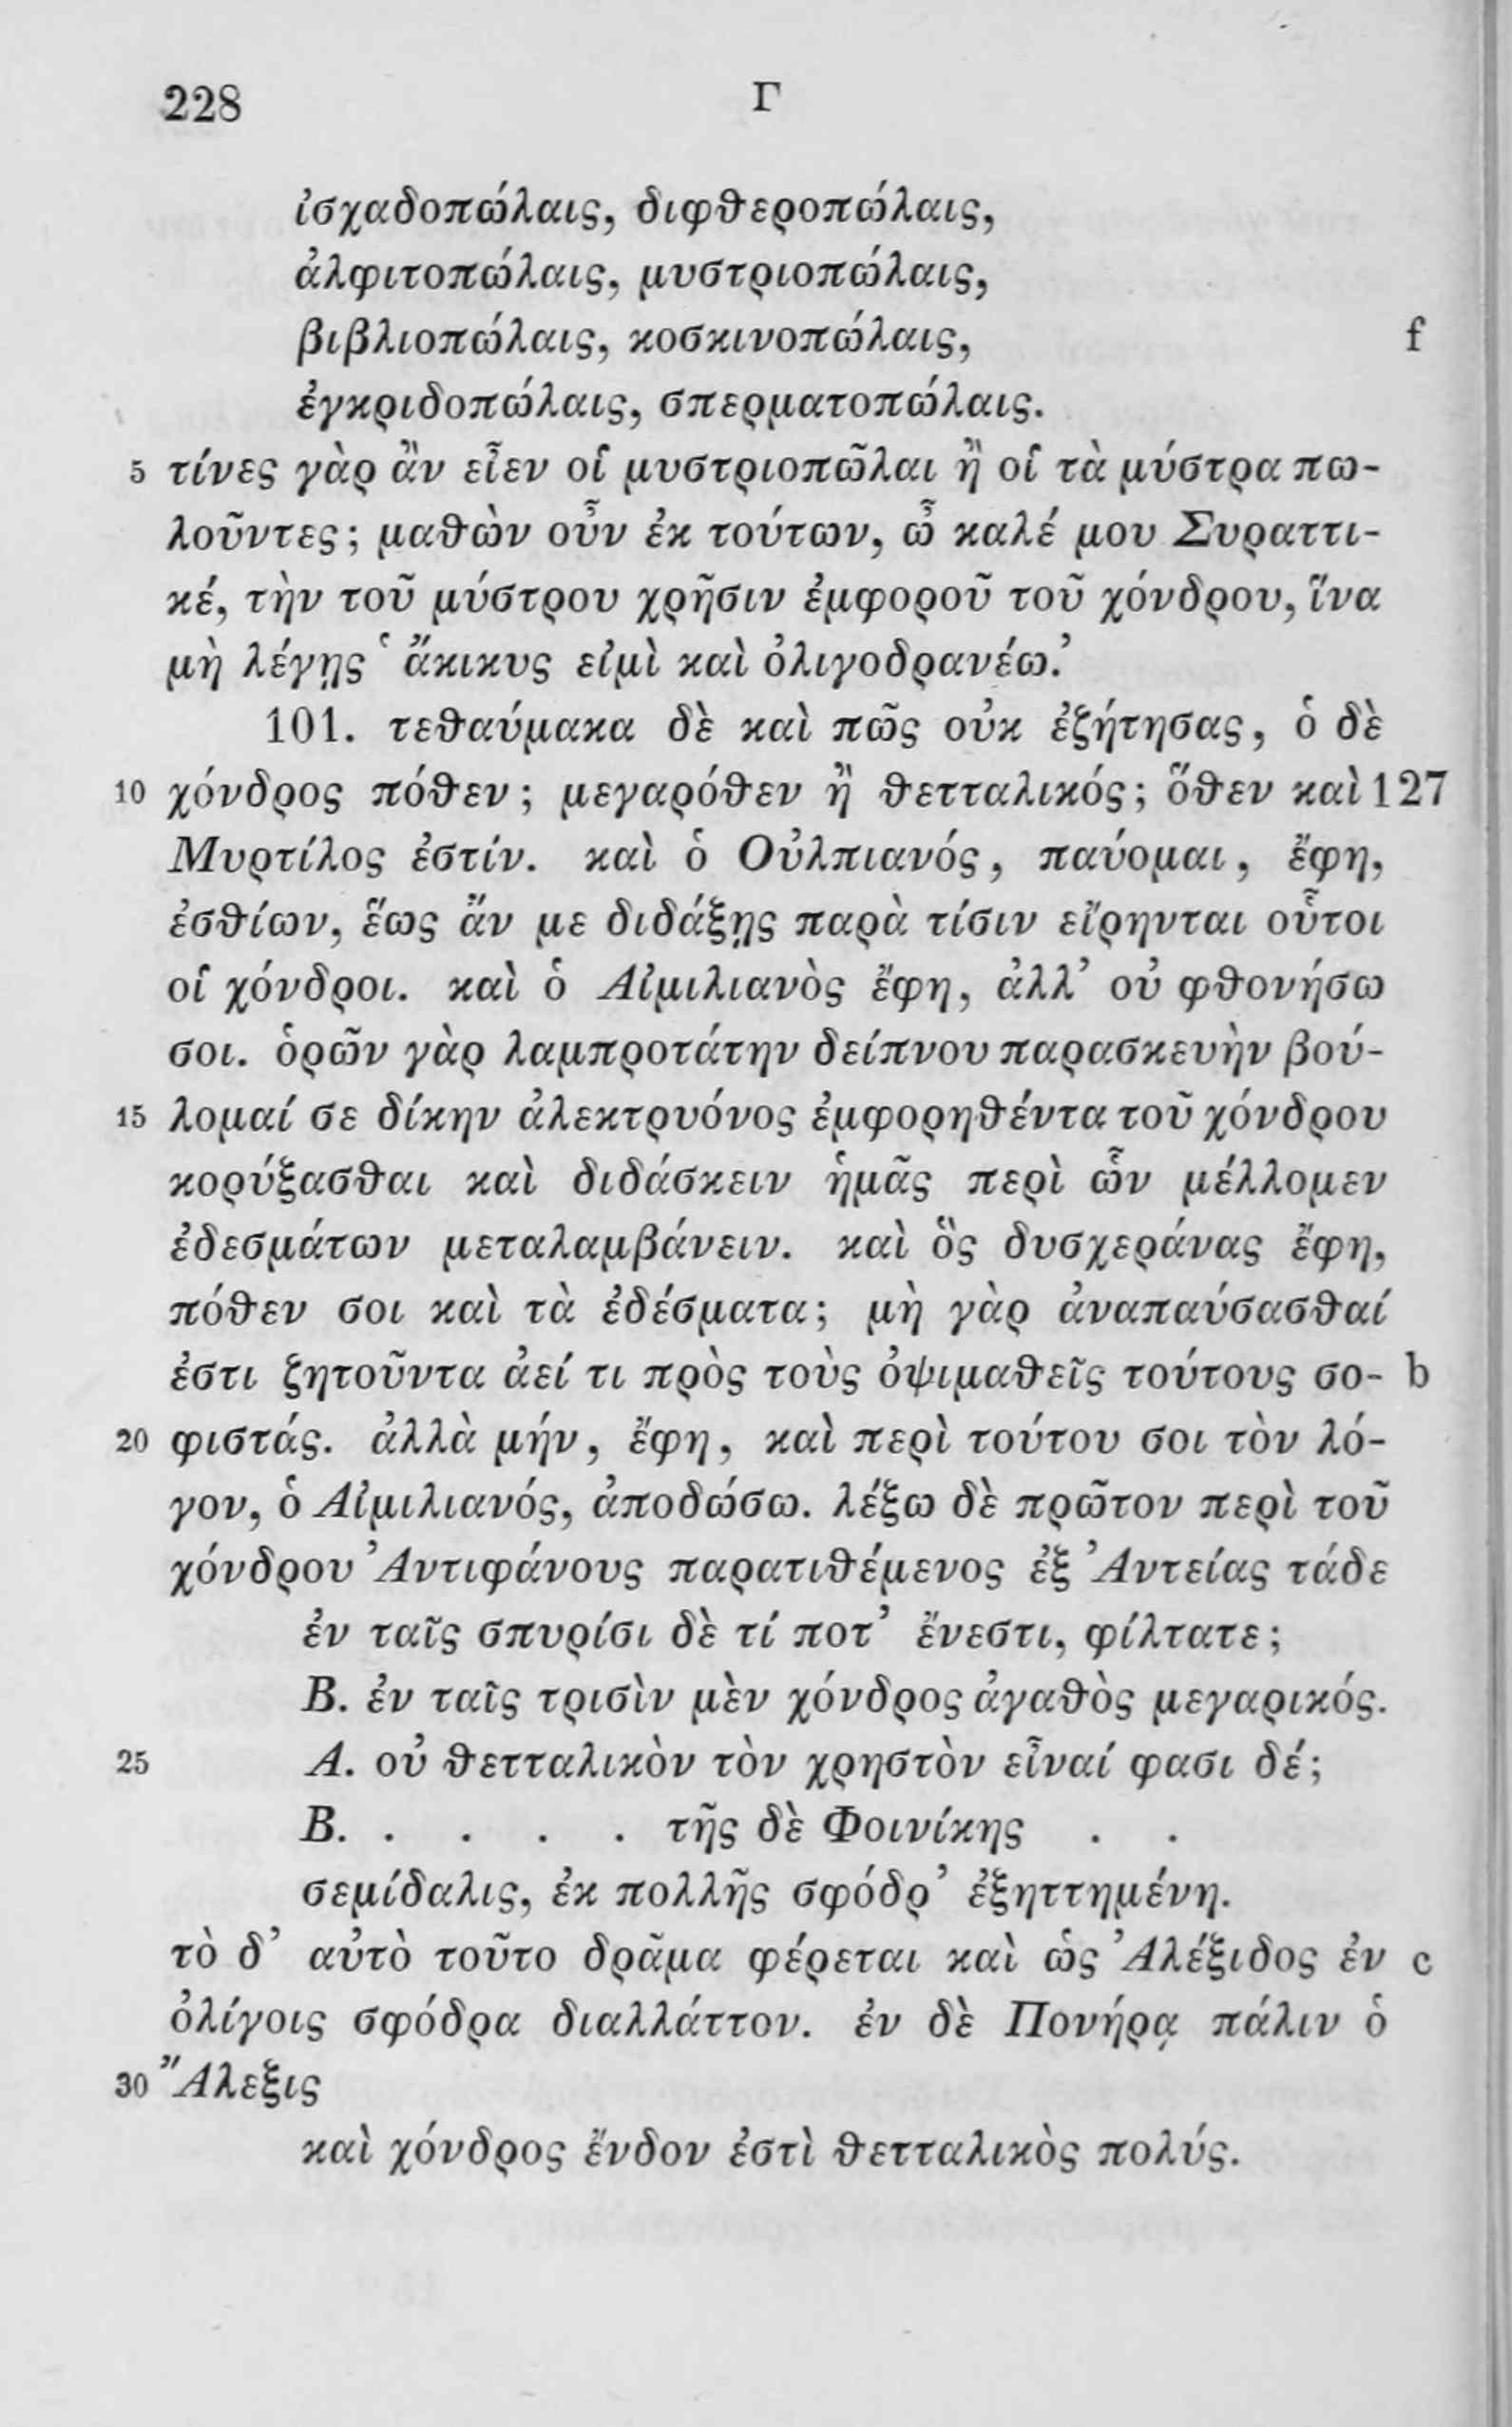 228 Γ
ἰσχαδοπώλαις, διφθεροπώλαις,
ἀλφιτοπώλαις, μυστριοπώλαις,
βιβλιοπώλαις, κοσκινοπώλαις, f
ἐγκριδοπώλαις, σπερματοπώλαις.
5 τίνες γὰρ ἂν εἶεν οἱ μυστριοπῶλαι ἢ οἱ τὰ μύστρα πω-
λοῦντες; μαθὼν οὖν ἐκ τούτων, ὦ καλέ μου Συραττι-
κέ, τὴν τοῦ μύστρου χρῆσιν ἐμφοροῦ τοῦ χόνδρου, ἵνα
μὴ λέγῃς ʽἄκικυς εἰμὶ καὶ ὀλιγοδρανέω.ʼ
101. τεθαύμακα δὲ καὶ πῶς οὐκ ἐζήτησας, ὁ δὲ
10 χόνδρος πόθεν; μεγαρόθεν ἢ θετταλικός; ὅθεν καὶ 127
Μυρτίλος ἐστίν. καὶ ὁ Οὐλπιανός, παύομαι, ἔφη,
ἐσθίων, ἕως ἄν με διδάξῃς παρὰ τίσιν εἴρηνται οὗτοι
οἱ χόνδροι. καὶ ὁ Αἰμιλιανὸς ἔφη, ἀλλ’ οὐ φθονήσω
σοι. ὁρῶν γὰρ λαμπροτάτην δείπνου παρασκευὴν βού-
15 λομαί σε δίκην ἀλεκτρυόνος ἐμφορηθέντα τοῦ χόνδρου
κορύξασθαι καὶ διδάσκειν ἡμᾶς περὶ ὧν μέλλομεν
ἐδεσμάτων μεταλαμβάνειν. καὶ ὃς δυσχεράνας ἔφη,
πόθεν σοι καὶ τὰ ἐδέσματα; μὴ γὰρ ἀναπαύσασθαί
ἐστι ζητοῦντα ἀεί τι πρὸς τοὺς ὀψιμαθεῖς τούτους σο- b
20 φιστάς. ἀλλὰ μήν, ἔφη, καὶ περὶ τούτου σοι τὸν λό-
γον, ὁ Αἰμιλιανός, ἀποδώσω. λέξω δὲ πρῶτον περὶ τοῦ
χόνδρου Ἀντιφάνους παρατιθέμενος ἐξ Ἀντείας τάδε
ἐν ταῖς σπυρίσι δὲ τί ποτ’ ἔνεστι, φίλτατε;
Β. ἐν ταῖς τρισὶν μὲν χόνδρος ἀγαθὸς μεγαρικός.
25 Α. οὐ θετταλικὸν τὸν χρηστὸν εἶναί φασι δέ;
Β. . . . . τῆς δὲ Φοινίκης . .
σεμίδαλις, ἐκ πολλῆς σφόδρ’ ἐξηττημένη.
τὸ δ’ αὐτὸ τοῦτο δρᾶμα φέρεται καὶ ὡς Ἀλέξιδος ἐν c
ὀλίγοις σφόδρα διαλλάττον. ἐν δὲ Πονήρᾳ πάλιν ὁ
30 Ἄλεξις
καὶ χόνδρος ἔνδον ἐστὶ θετταλικὸς πολύς.